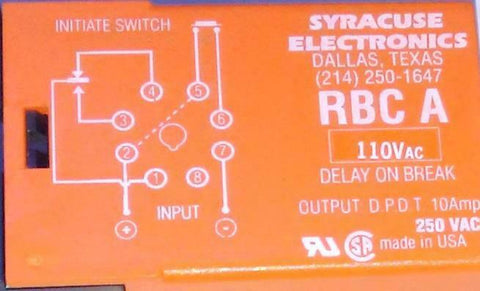 INITIATE SWITCH
4
5
3
6
2
7
1
8
INPUT
+
-
SYRACUSE
ELECTRONICS
DALLAS, TEXAS
(214) 250-1647
RBC A
110VAC
DELAY ON BREAK
OUTPUT D.P.D.T. 10Amp
250 VAC
made in USA